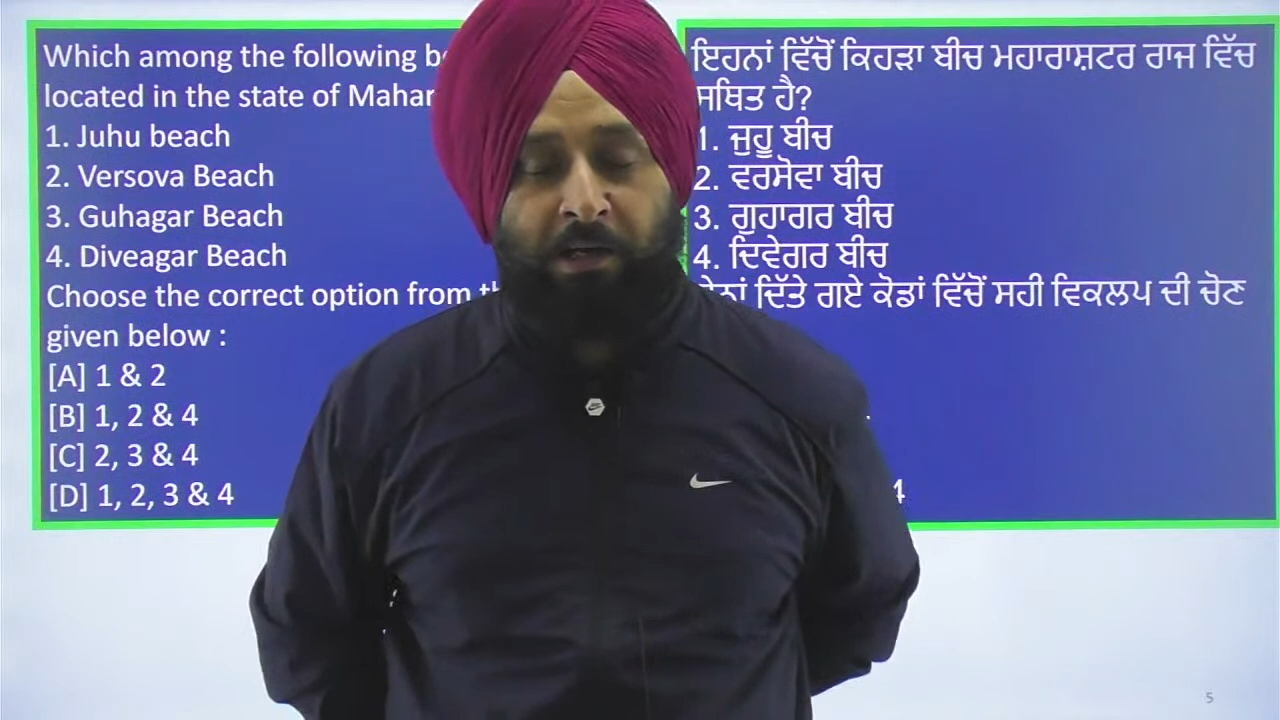 Which among the following
located in the state of
1. Juhu beach
2. Versova Beach
3. Guhagar Beach
4. Diveagar Beach
Choose the correct option from
given below :
[A] 1 & 2
[B] 1, 2 & 4
[C] 2, 3 & 4
[D] 1, 2, 3 & 4
ਇਹਨਾਂ ਵਿੱਚੋਂ ਕਿਹੜਾ ਬੀਚ ਮਹਾਰਾਸ਼ਟਰ ਰਾਜ ਵਿੱਚ
ਸਥਿਤ ਹੈ?
1. ਜੁਹੂ ਬੀਚ
2. ਵਰਸੋਵਾ ਬੀਚ
3. ਗੁਹਾਗਰ ਬੀਚ
4. ਦਿਵੇਗਰ ਬੀਚ
ਦਿੱਤੇ ਗਏ ਕੋਡਾਂ ਵਿੱਚੋਂ ਸਹੀ ਵਿਕਲਪ ਦੀ ਚੋਣ
4
5